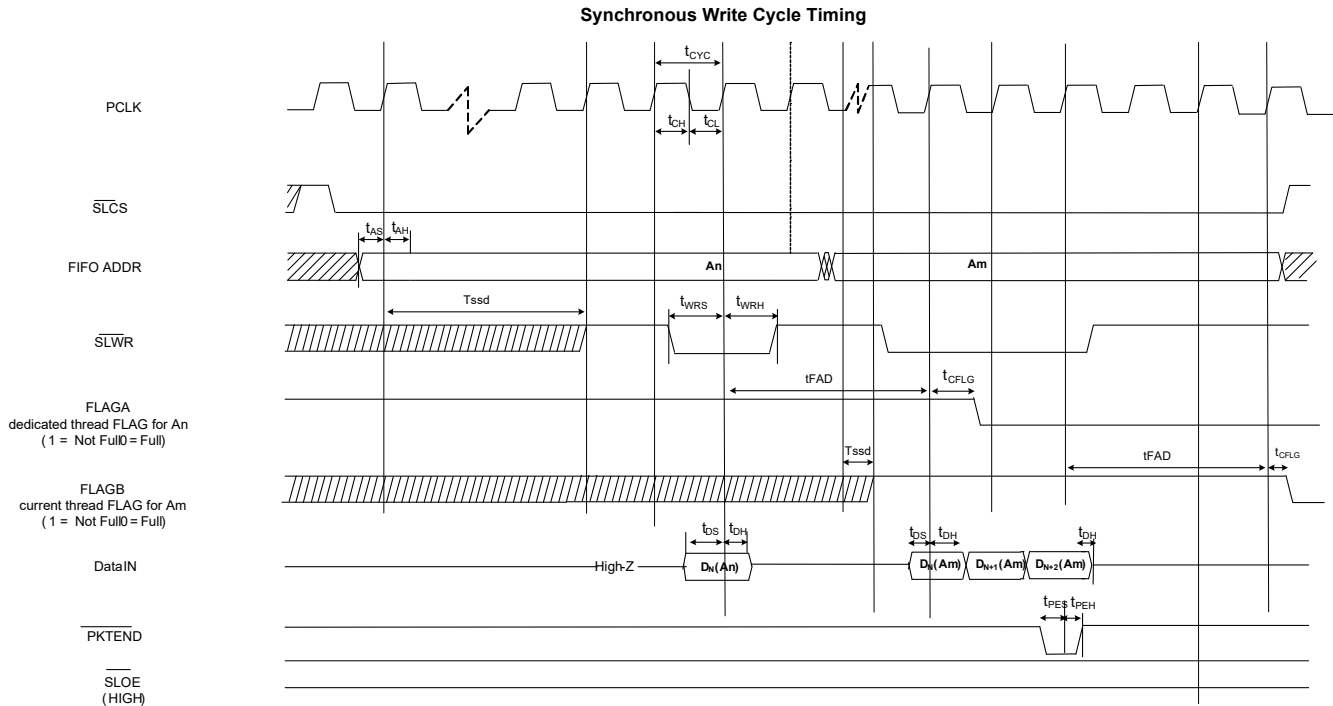 Synchronous Write Cycle Timing
tCYC
PCLK
tCH
tCL
SLCS
tAS
tAH
FIFO ADDR
An
Am
Tssd
tWRS
tWRH
SLWR
tFAD
tCFLG
FLAGA
dedicated thread FLAG for An
( 1 = Not Full0 = Full)
Tssd
tFAD
tCFLG
FLAGB
current thread FLAG for Am
( 1 = Not Full0 = Full)
tDS
tDH
tDS
tDH
tDH
DataIN
High-Z
DN(An)
DN(Am)
DN+1(Am)
DN+2(Am)
tPES
tPEH
PKTEND
SLOE
(HIGH)